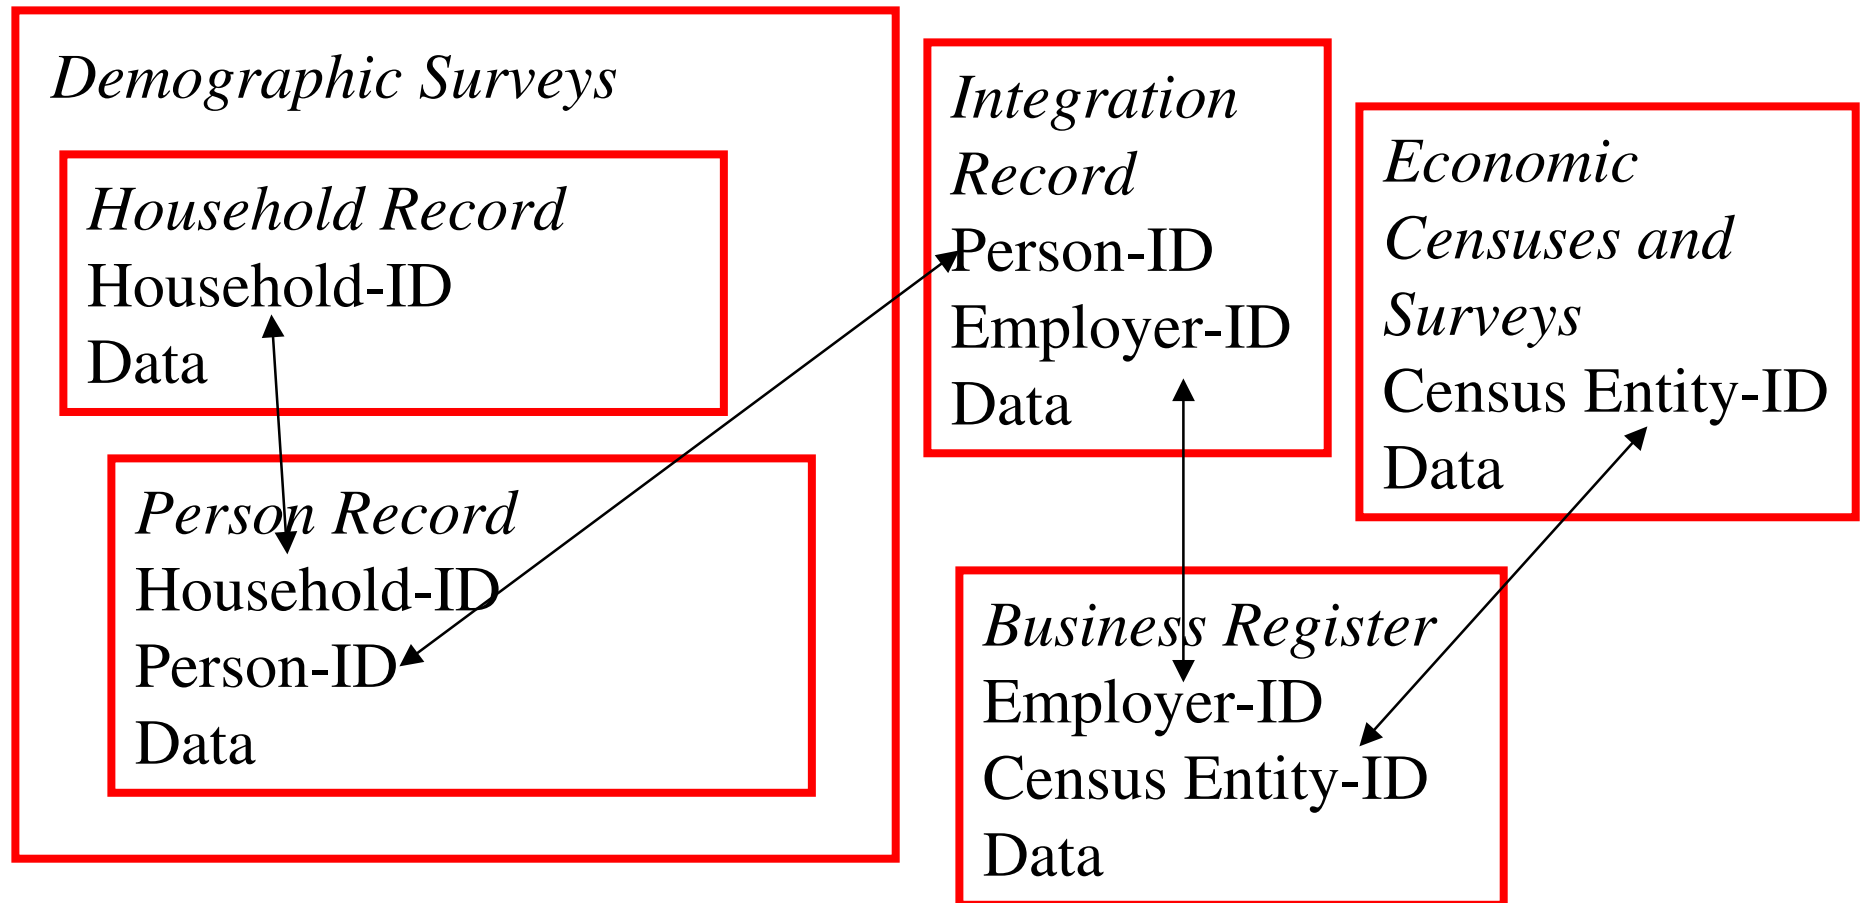 Demographic Surveys
Household Record
Household-ID
Data
Person Record
Household-ID
Person-ID
Data
Integration
Record
Person-ID
Employer-ID
Data
Economic
Censuses and
Surveys
Census Entity-ID
Data
Business Register
Employer-ID
Census Entity-ID
Data